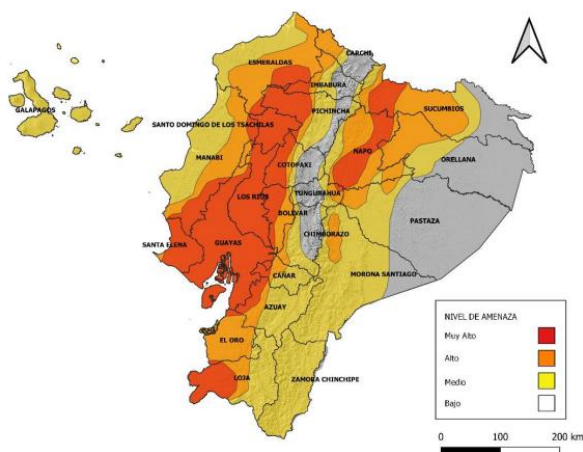 CARCHI
ESMERALDAS
IMBABURA
GALAPAGOS
PICHINCHA
SUCUMBIOS
SANTO DOMINGO DE LOS TSACHILAS
NAPO
MANABI
COTOPAXI
ORELLANA
LOS RIOS
TUNGURAHUA
BOLIVAR
PASTAZA
CHIMBORAZO
SANTA ELENA
GUAYAS
MORONA SANTIAGO
CAÑAR
AZUAY
EL ORO
LOJA
ZAMORA CHINCHIPE
NIVEL DE AMENAZA
Muy Alto
Alto
Medio
Bajo
0 100 200 km